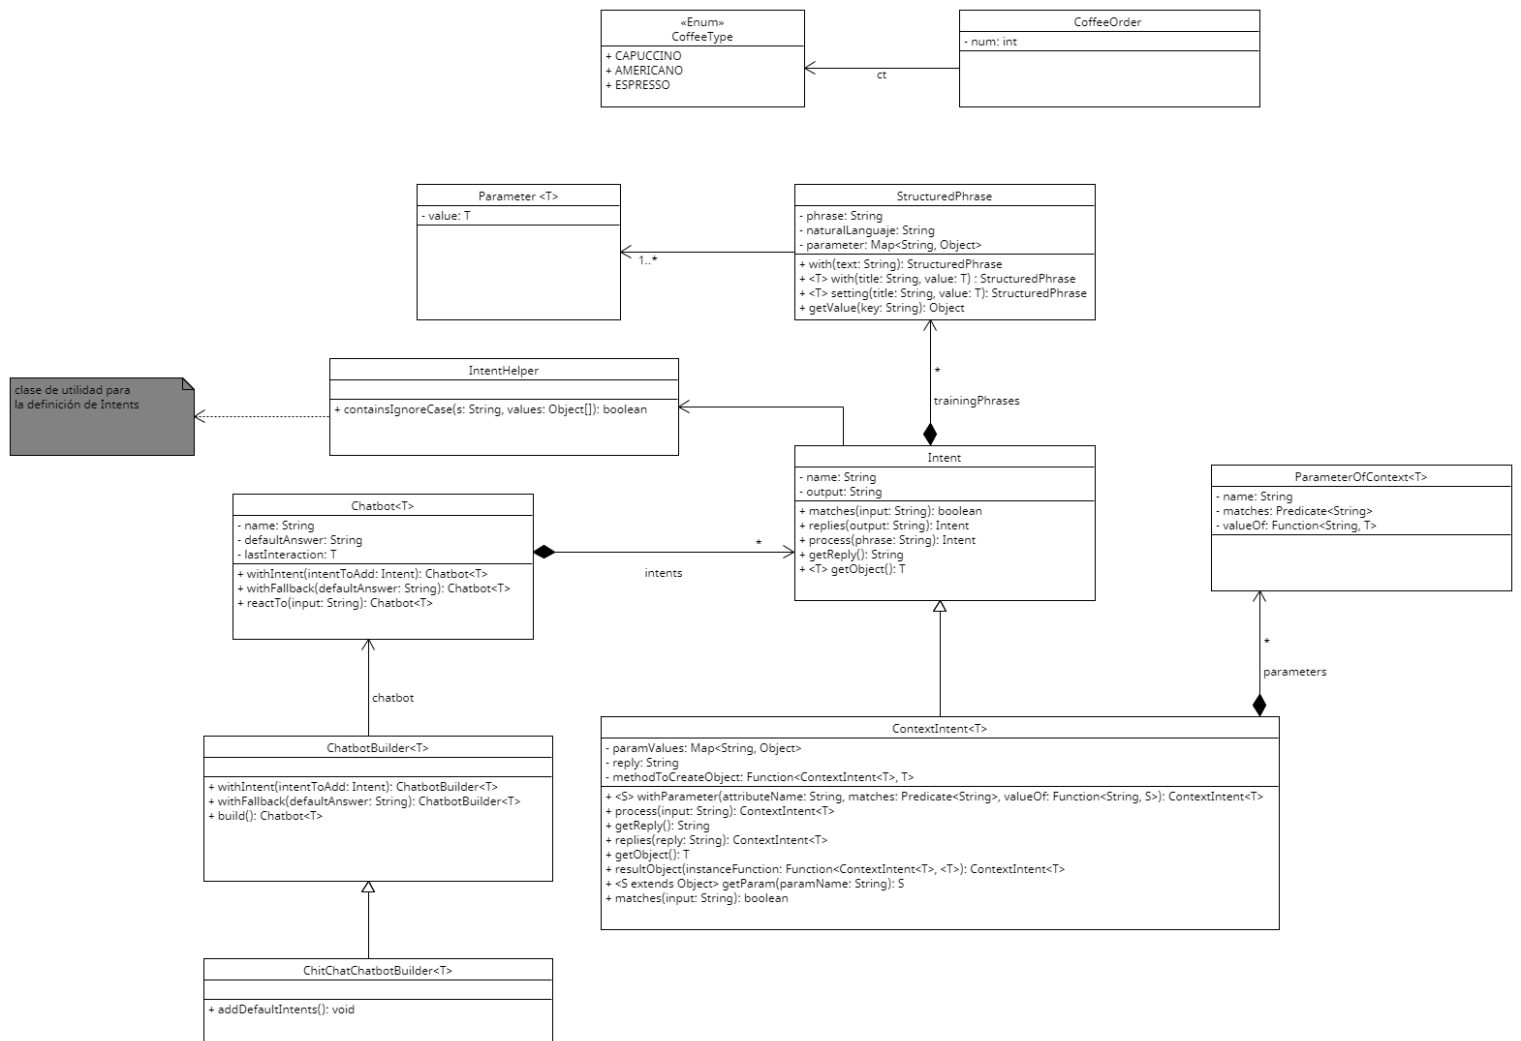 «Enum»
CoffeeType
+ CAPUCCINO
+ AMERICANO
+ ESPRESSO
CoffeeOrder
- num: int
ct
Parameter <T>
- value: T
1..*
StructuredPhrase
- phrase: String
- naturalLanguaje: String
- parameter: Map<String, Object>
+ with(text: String): StructuredPhrase
+ <T> with(title: String, value: T) : StructuredPhrase
+ <T> setting(title: String, value: T): StructuredPhrase
+ getValue(key: String): Object
clase de utilidad para
la definición de Intents
IntentHelper
+ containsIgnoreCase(s: String, values: Object[]): boolean
*
trainingPhrases
Intent
- name: String
- output: String
+ matches(input: String): boolean
+ replies(output: String): Intent
+ process(phrase: String): Intent
+ getReply(): String
+ <T> getObject(): T
ParameterOfContext<T>
- name: String
- matches: Predicate<String>
- valueOf: Function<String, T>
Chatbot<T>
- name: String
- defaultAnswer: String
- lastInteraction: T
+ withIntent(intentToAdd: Intent): Chatbot<T>
+ withFallback(defaultAnswer: String): Chatbot<T>
+ reactTo(input: String): Chatbot<T>
*
intents
*
parameters
chatbot
ChatbotBuilder<T>
+ withIntent(intentToAdd: Intent): ChatbotBuilder<T>
+ withFallback(defaultAnswer: String): ChatbotBuilder<T>
+ build(): Chatbot<T>
ContextIntent<T>
- paramValues: Map<String, Object>
- reply: String
- methodToCreateObject: Function<ContextIntent<T>, T>
+ <S> withParameter(attributeName: String, matches: Predicate<String>, valueOf: Function<String, S>): ContextIntent<T>
+ process(input: String): ContextIntent<T>
+ getReply(): String
+ replies(reply: String): ContextIntent<T>
+ getObject(): T
+ resultObject(instanceFunction: Function<ContextIntent<T>, <T>): ContextIntent<T>
+ <S extends Object> getParam(paramName: String): S
+ matches(input: String): boolean
ChitChatChatbotBuilder<T>
+ addDefaultIntents(): void